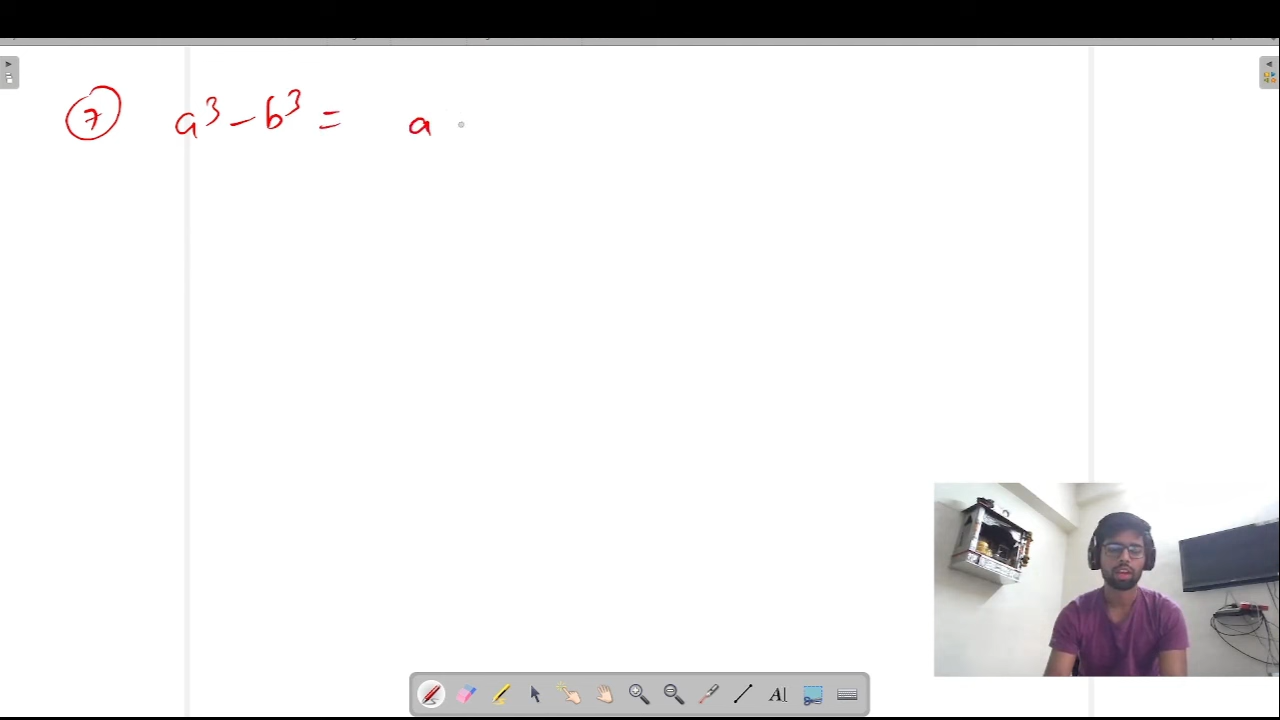 7 a³ - b³ = a